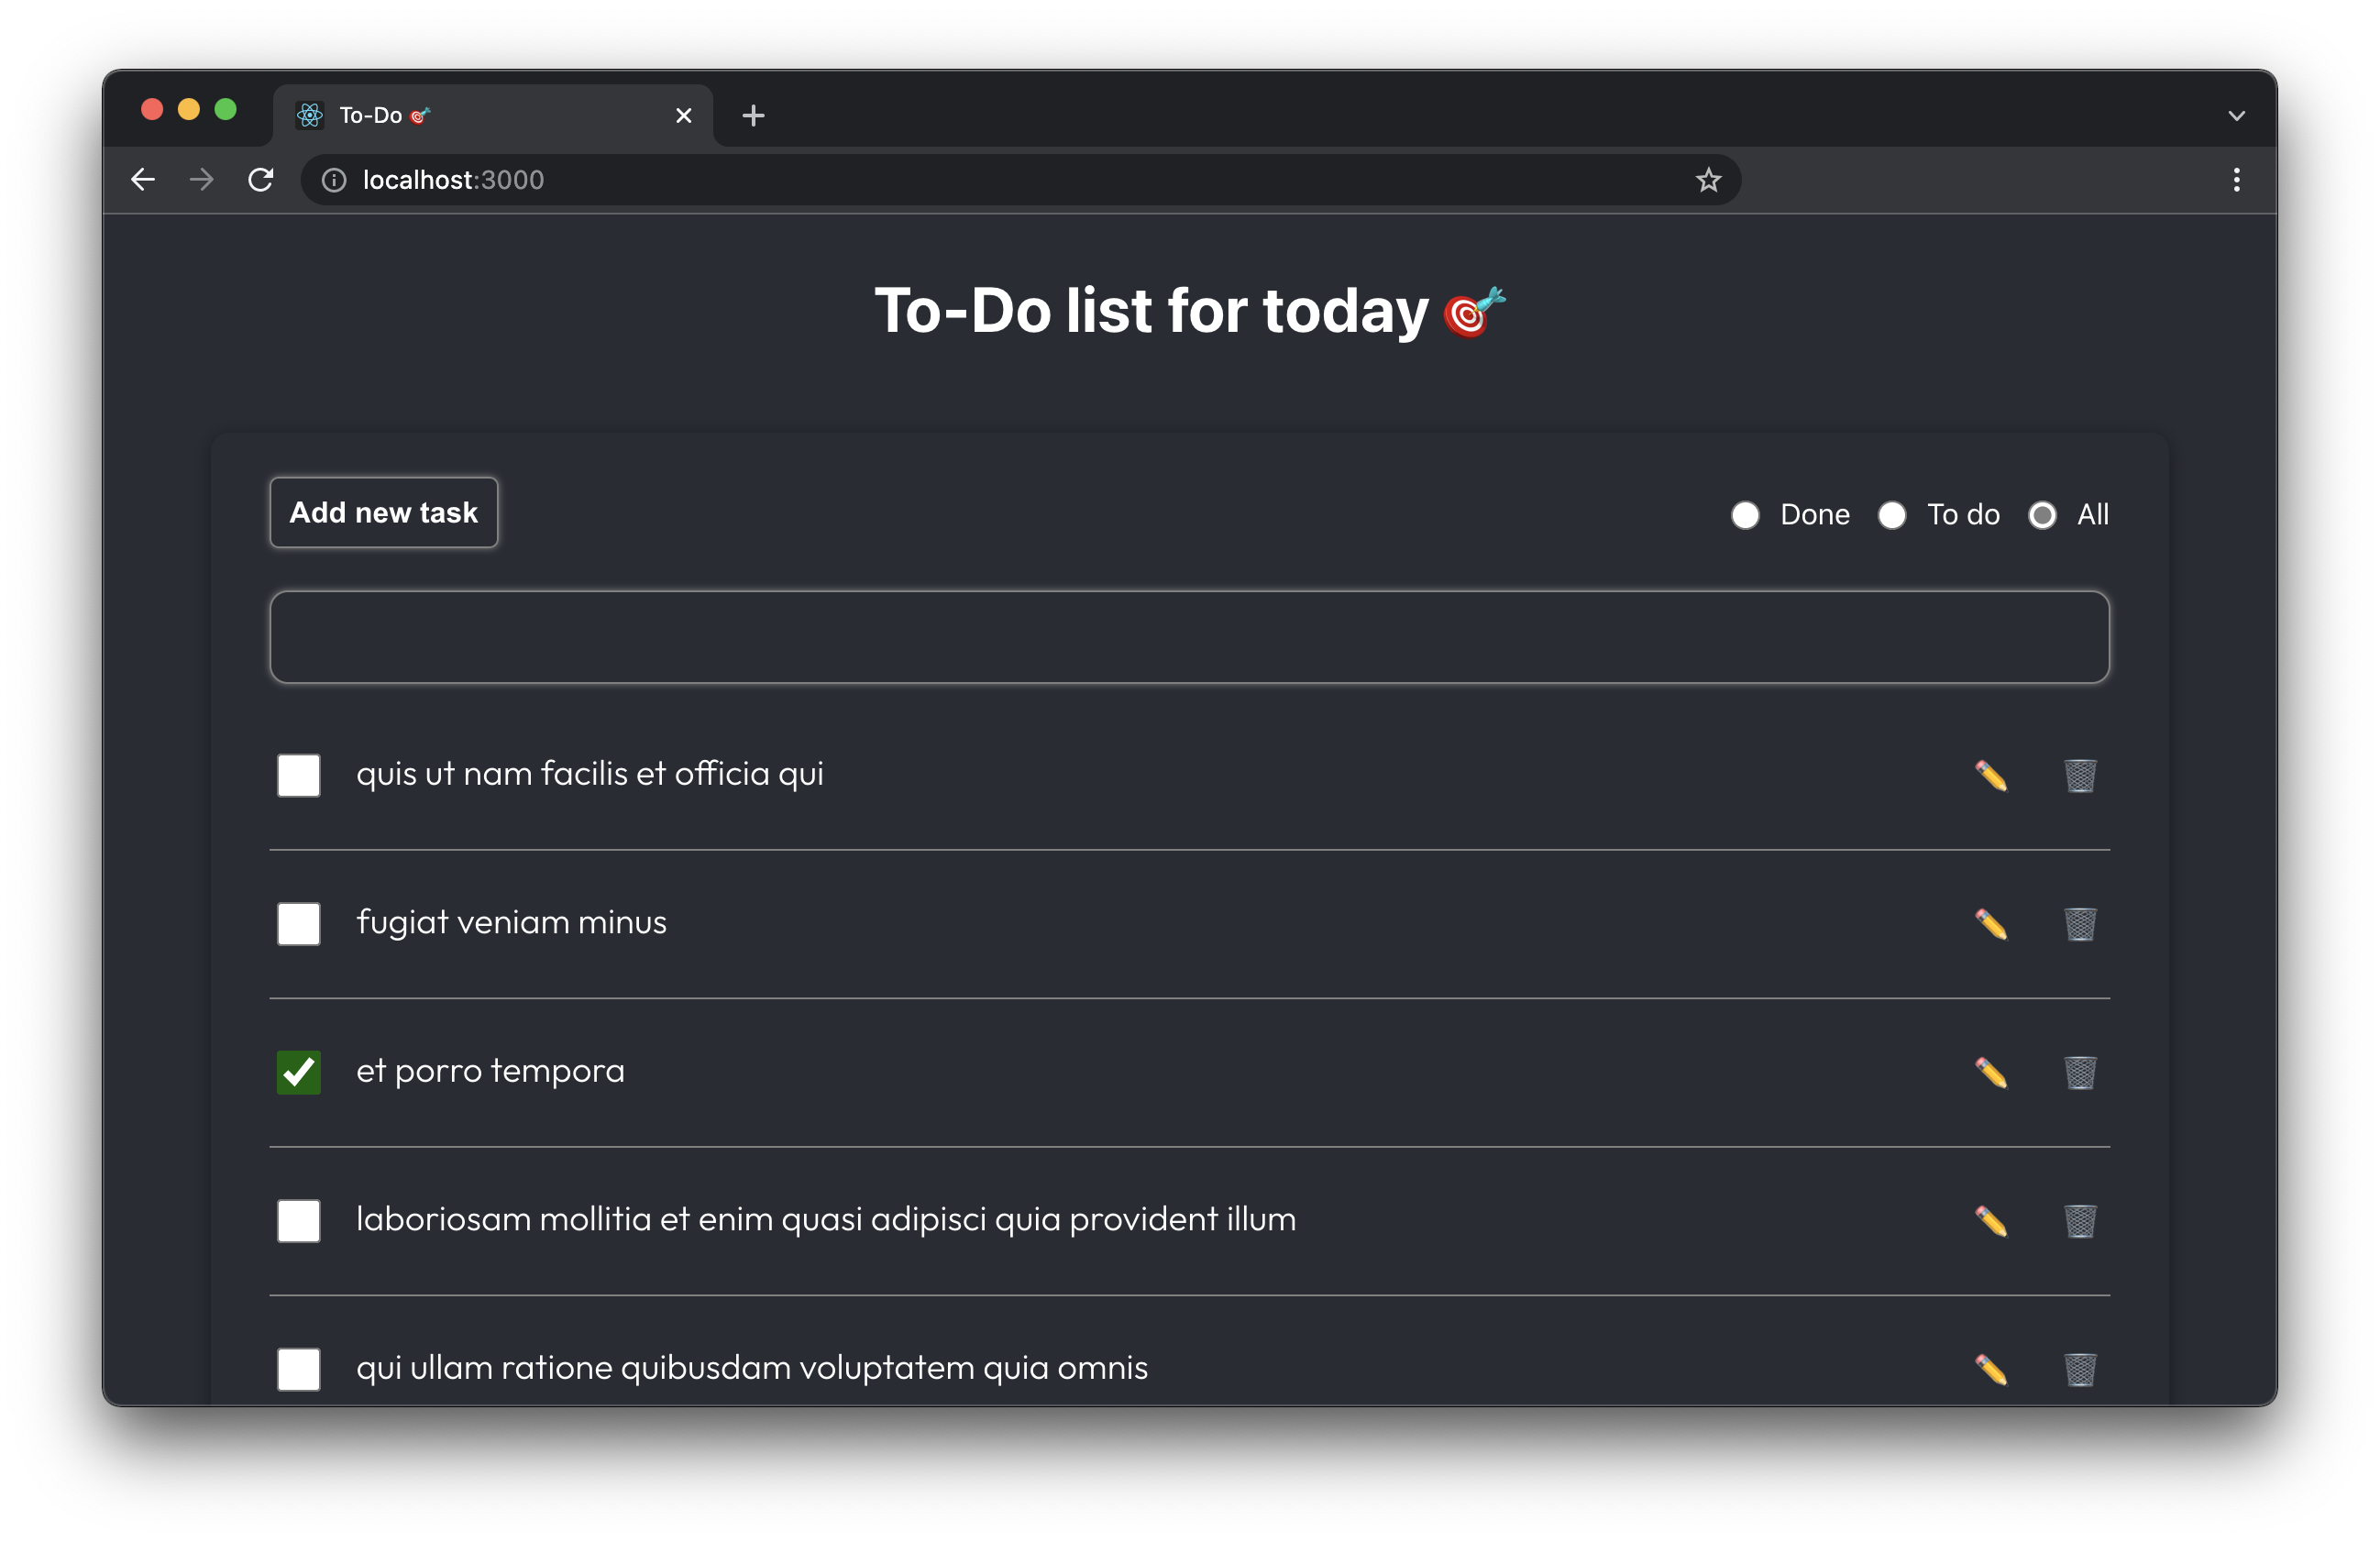 To-Do 🎯
localhost:3000
To-Do list for today 🎯
Add new task
Done To do All
quis ut nam facilis et officia qui
fugiat veniam minus
et porro tempora
laboriosam mollitia et enim quasi adipisci quia provident illum
qui ullam ratione quibusdam voluptatem quia omnis